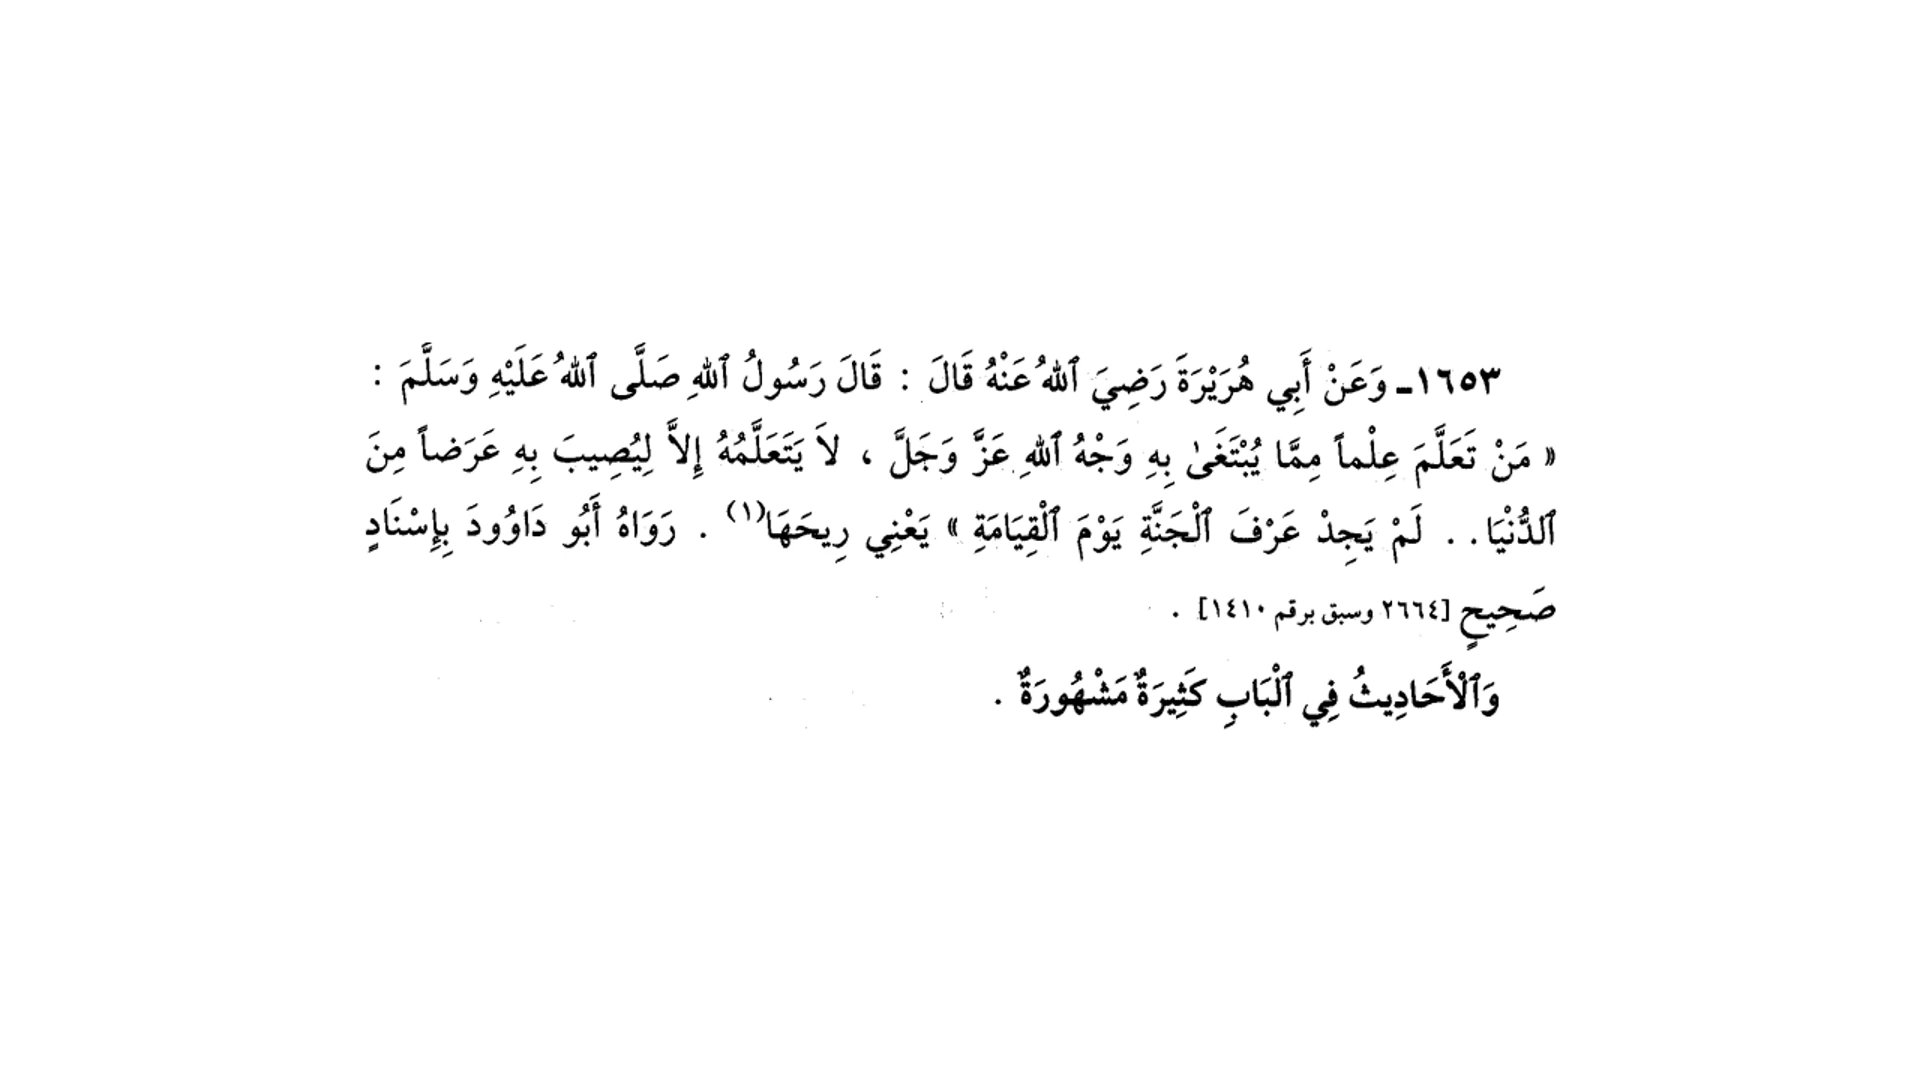 ١٦٥٣ـ وَعَنْ أَبِي هُرَيْرَةَ رَضِيَ ٱللهُ عَنْهُ قَالَ : قَالَ رَسُولُ ٱللهِ صَلَّى ٱللهُ عَلَيْهِ وَسَلَّمَ :
« مَنْ تَعَلَّمَ عِلْماً مِمَّا يُبْتَغَىٰ بِهِ وَجْهُ ٱللهِ عَزَّ وَجَلَّ ، لاَ يَتَعَلَّمُهُ إِلاَّ لِيُصِيبَ بِهِ عَرَضاً مِنَ
ٱلدُّنْيَا . . لَمْ يَجِدْ عَرْفَ ٱلْجَنَّةِ يَوْمَ ٱلْقِيَامَةِ » يَعْنِي رِيحَهَا(١) . رَوَاهُ أَبُو دَاوُودَ بِإِسْنَادٍ
صَحِيحٍ [٢٦٦٤ وسبق برقم ١٤١٠] .
وَٱلْأَحَادِيثُ فِي ٱلْبَابِ كَثِيرَةٌ مَشْهُورَةٌ .